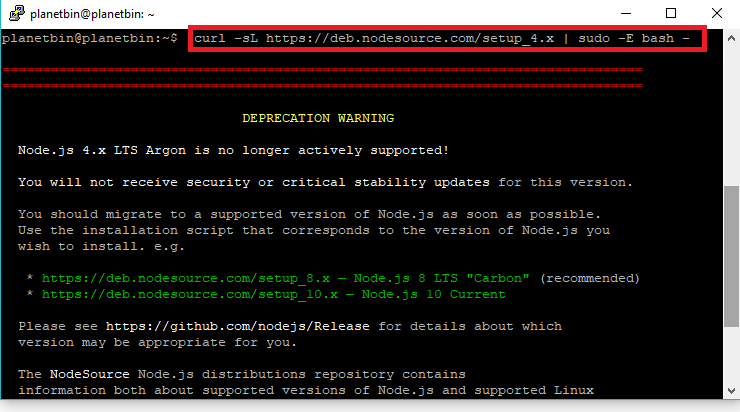 planetbin@planetbin: ~
planetbin@planetbin:~$ curl -sL https://deb.nodesource.com/setup_4.x | sudo -E bash -
================================================================================
================================================================================
DEPRECATION WARNING
Node.js 4.x LTS Argon is no longer actively supported!
You will not receive security or critical stability updates for this version.
You should migrate to a supported version of Node.js as soon as possible.
Use the installation script that corresponds to the version of Node.js you
wish to install. e.g.
* https://deb.nodesource.com/setup_8.x — Node.js 8 LTS "Carbon" (recommended)
* https://deb.nodesource.com/setup_10.x — Node.js 10 Current
Please see https://github.com/nodejs/Release for details about which
version may be appropriate for you.
The NodeSource Node.js distributions repository contains
information both about supported versions of Node.js and supported Linux